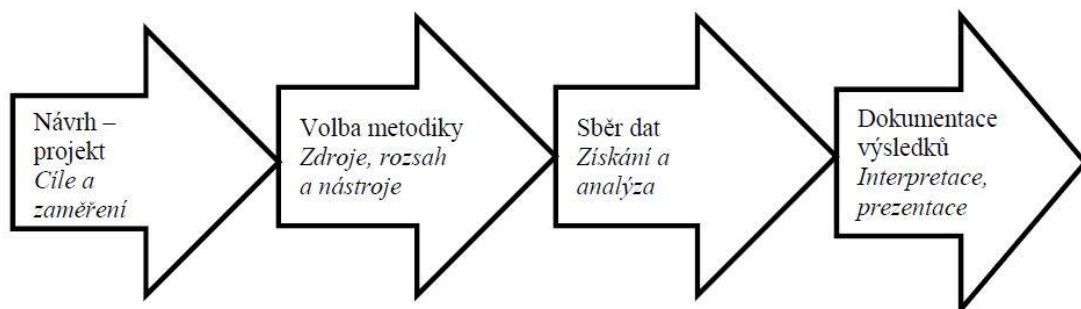 Návrh –
projekt
Cíle a
zaměření
Volba metodiky
Zdroje, rozsah
a nástroje
Sběr dat
Získání a
analýza
Dokumentace
výsledků
Interpretace,
prezentace